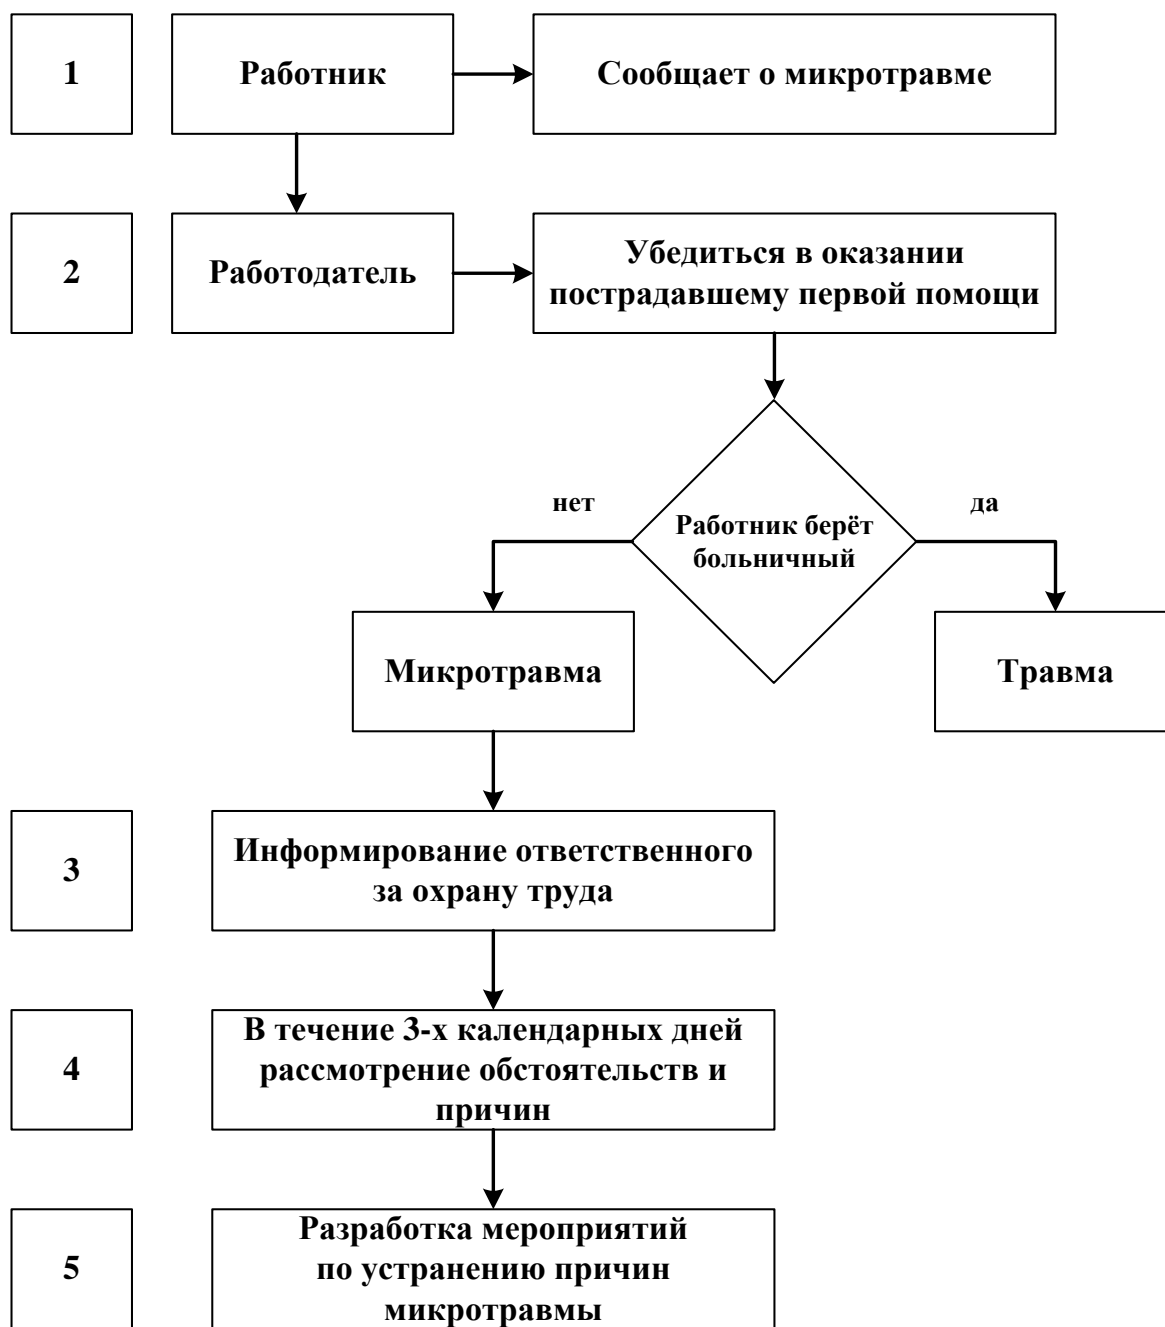 1
Работник
Сообщает о микротравме
2
Работодатель
Убедиться в оказании
пострадавшему первой помощи
нет
да
Работник берёт
больничный
Микротравма
Травма
3
Информирование ответственного
за охрану труда
4
В течение 3-х календарных дней
рассмотрение обстоятельств и
причин
5
Разработка мероприятий
по устранению причин
микротравмы